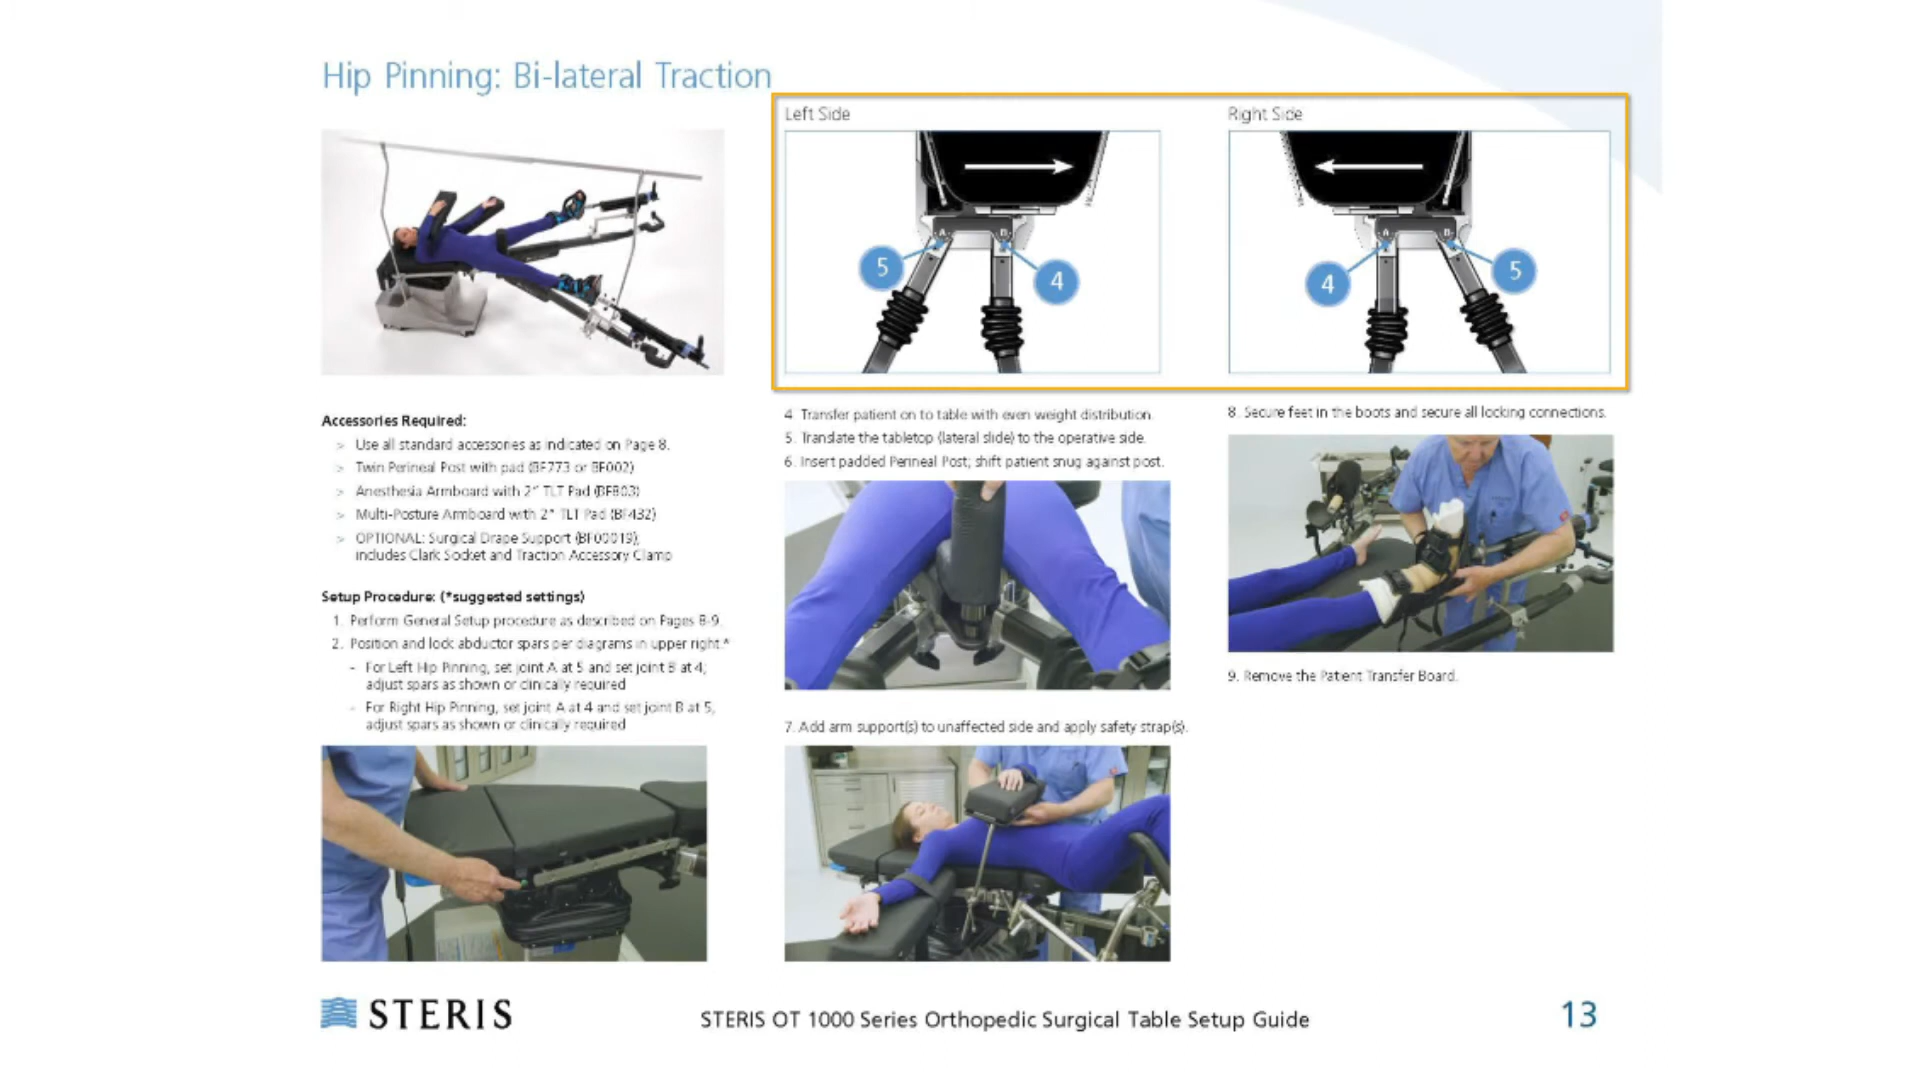 Hip Pinning: Bi-lateral Traction
Left Side
Right Side
A
B
5
4
A
B
4
5
Accessories Required:
> Use all standard accessories as indicated on Page 8.
> Twin Perineal Post with pad (BF773 or BF002)
> Anesthesia Armboard with 2" TLT Pad (BF803)
> Multi-Posture Armboard with 2" TLT Pad (BF432)
> OPTIONAL: Surgical Drape Support (BF00019),
includes Clark Socket and Traction Accessory Clamp
Setup Procedure: (*suggested settings)
1. Perform General Setup procedure as described on Pages 8-9.
2. Position and lock abductor spars per diagrams in upper right.*
- For Left Hip Pinning, set joint A at 5 and set joint B at 4;
adjust spars as shown or clinically required
- For Right Hip Pinning, set joint A at 4 and set joint B at 5,
adjust spars as shown or clinically required
4. Transfer patient on to table with even weight distribution.
5. Translate the tabletop (lateral slide) to the operative side.
6. Insert padded Perineal Post; shift patient snug against post.
7. Add arm support(s) to unaffected side and apply safety strap(s).
8. Secure feet in the boots and secure all locking connections.
9. Remove the Patient Transfer Board.
STERIS
STERIS OT 1000 Series Orthopedic Surgical Table Setup Guide
13